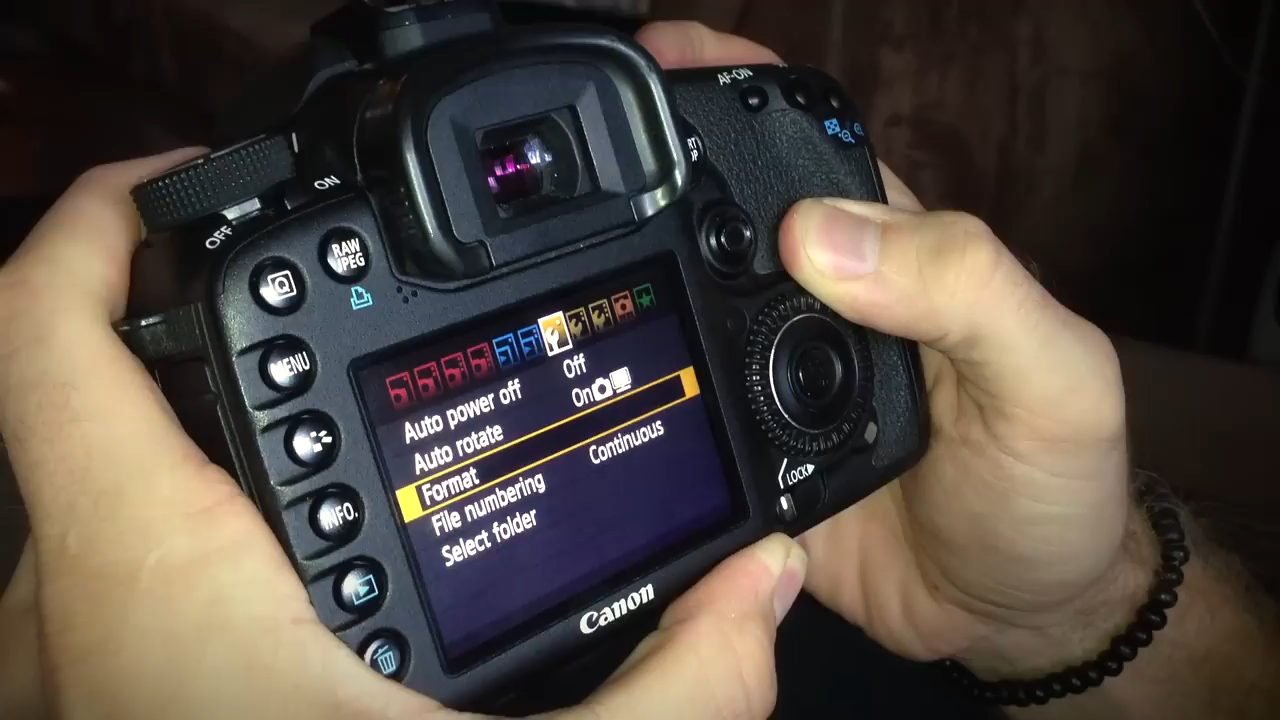 AF-ON
ON
OFF
RAW
JPEG
Q
MENU
Auto power off Off
Auto rotate On
Format
File numbering Continuous
Select folder
INFO.
LOCK
Canon